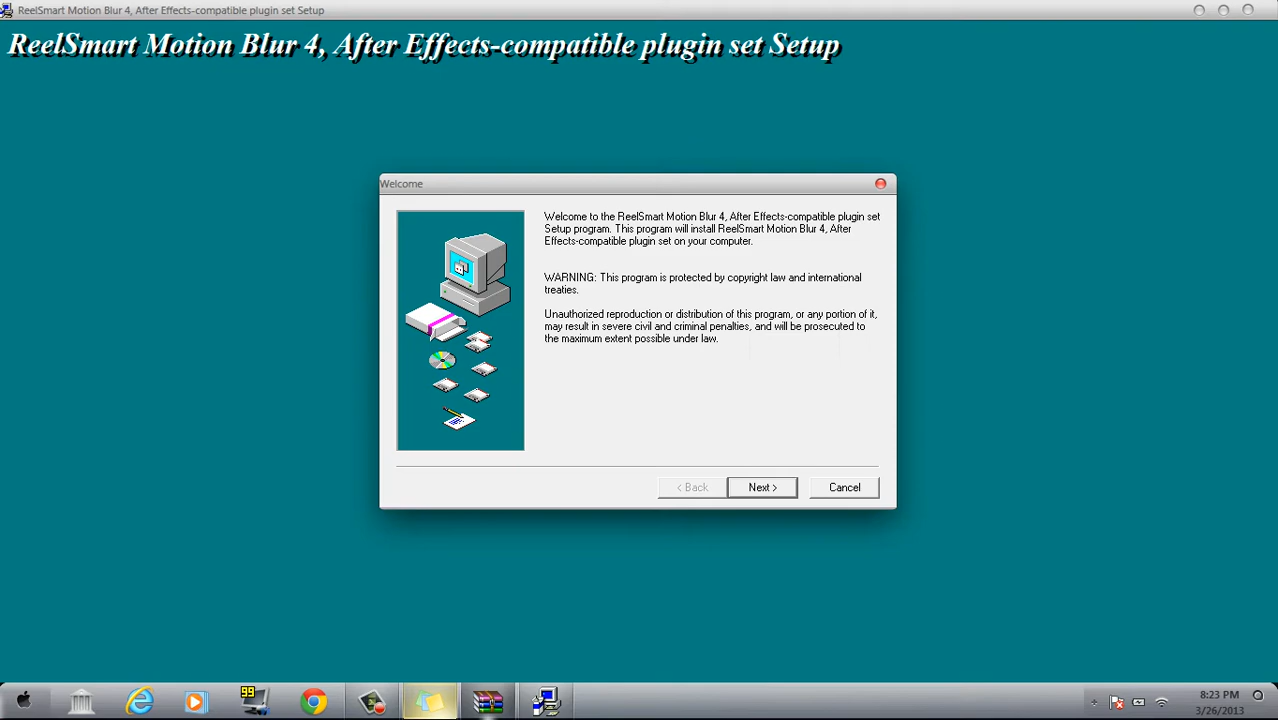 ReelSmart Motion Blur 4, After Effects-compatible plugin set Setup
ReelSmart Motion Blur 4, After Effects-compatible plugin set Setup
Welcome
Welcome to the ReelSmart Motion Blur 4, After Effects-compatible plugin set
Setup program. This program will install ReelSmart Motion Blur 4, After
Effects-compatible plugin set on your computer.
WARNING: This program is protected by copyright law and international
treaties.
Unauthorized reproduction or distribution of this program, or any portion of it,
may result in severe civil and criminal penalties, and will be prosecuted to
the maximum extent possible under law.
< Back
Next >
Cancel
99
8:23 PM
3/26/2013